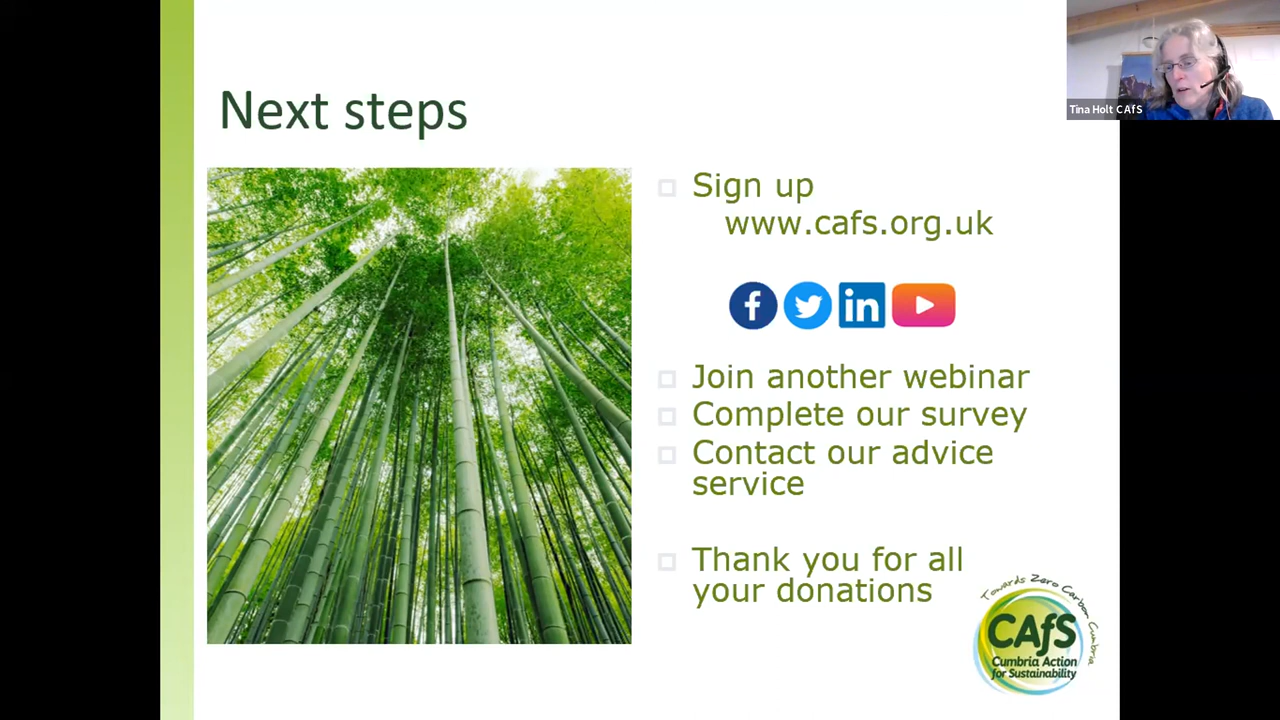 Next steps
Sign up
www.cafs.org.uk
Join another webinar
Complete our survey
Contact our advice
service
Thank you for all
your donations
Towards Zero Carbon Cumbria
CAfS
Cumbria Action
for Sustainability
Tina Holt CAfS